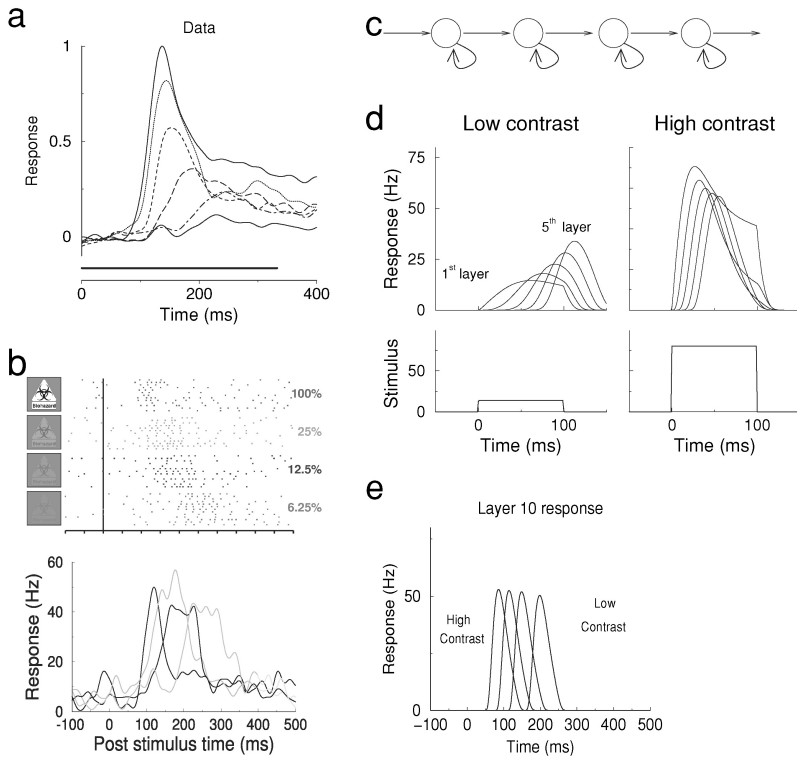 a
Data
Response
1
0.5
0
0 200 400
Time (ms)
b
Biohazard
100%
25%
12.5%
6.25%
Response (Hz)
60
40
20
0
-100 0 100 200 300 400 500
Post stimulus time (ms)
c
d
Low contrast High contrast
Response (Hz)
75
50
25
0
1st layer
5th layer
Stimulus
50
0
0 100 0 100
Time (ms) Time (ms)
e
Layer 10 response
Response (Hz)
50
0
High
Contrast
Low
Contrast
−100 0 100 200 300 400 500
Time (ms)